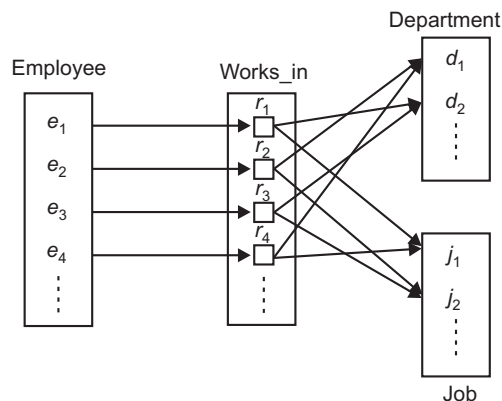 Department
Employee
Works_in
d1
d2
e1
e2
e3
e4
r1
r2
r3
r4
j1
j2
Job